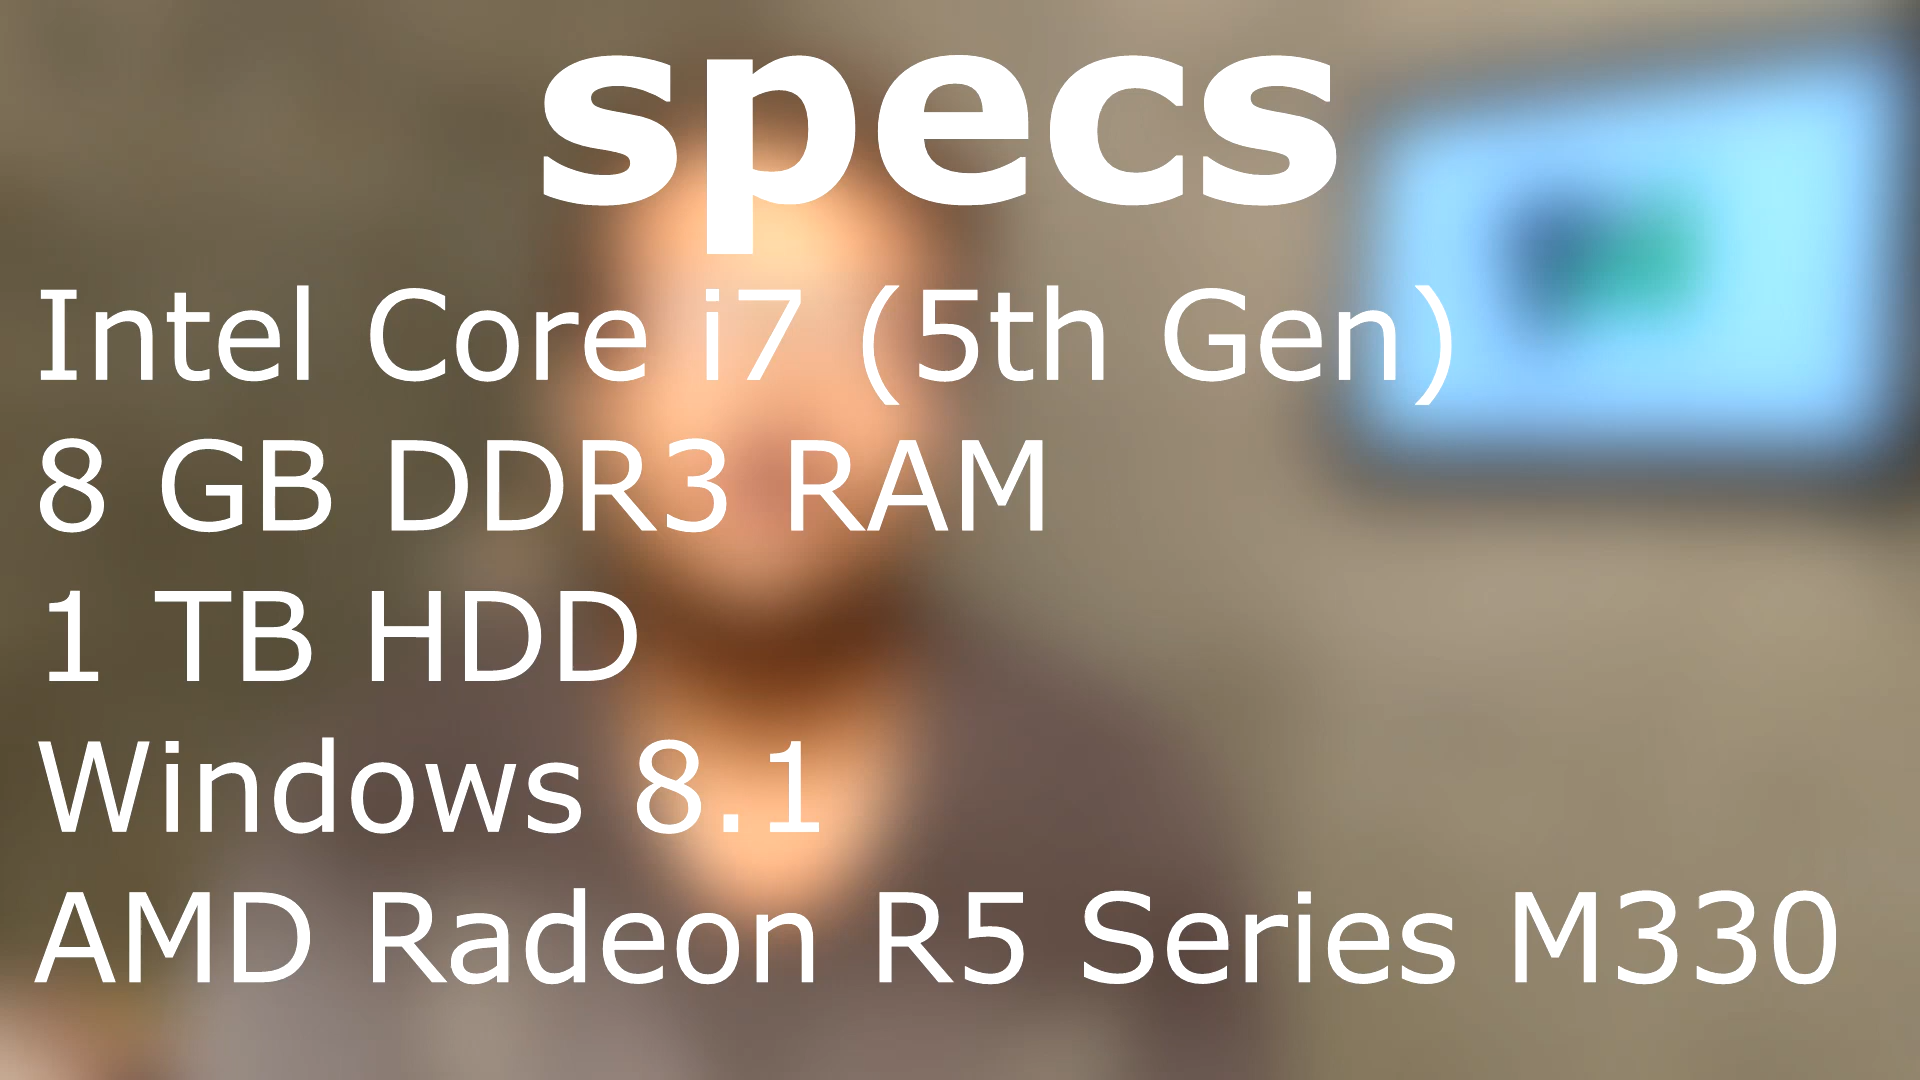 specs
Intel Core i7 (5th Gen)
8 GB DDR3 RAM
1 TB HDD
Windows 8.1
AMD Radeon R5 Series M330